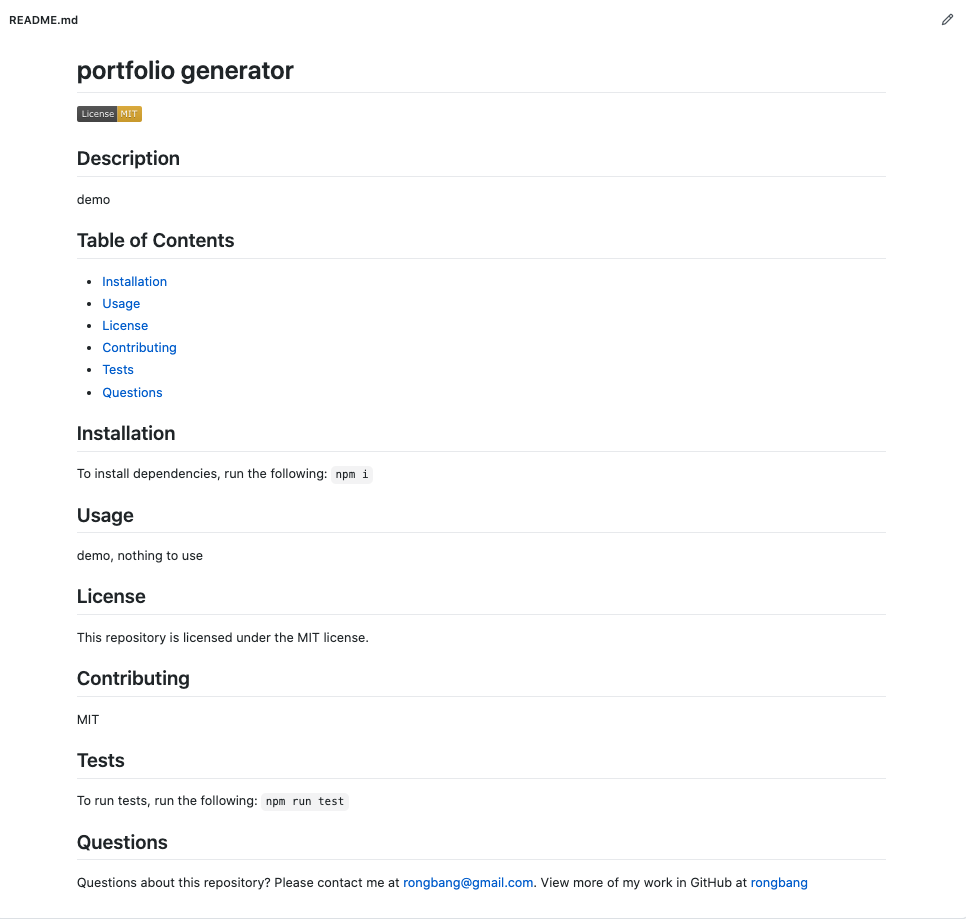 README.md
portfolio generator
License MIT
Description
demo
Table of Contents
Installation
Usage
License
Contributing
Tests
Questions
Installation
To install dependencies, run the following: npm i
Usage
demo, nothing to use
License
This repository is licensed under the MIT license.
Contributing
MIT
Tests
To run tests, run the following: npm run test
Questions
Questions about this repository? Please contact me at rongbang@gmail.com. View more of my work in GitHub at rongbang